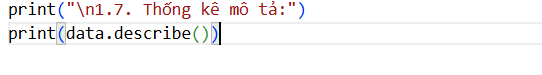 print("\n1.7. Thống kê mô tả:")
print(data.describe())